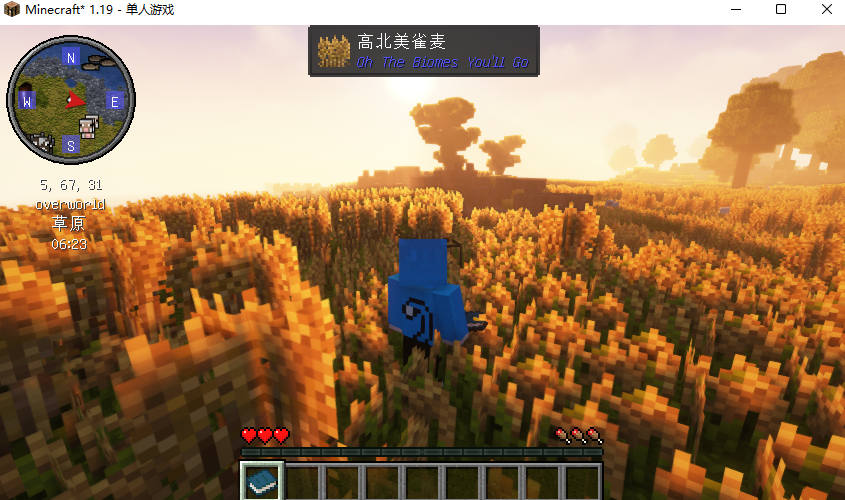 Minecraft* 1.19 - 单人游戏
高北美雀麦
Oh The Biomes You'll Go
N
W
E
S
5, 67, 31
overworld
草原
06:23